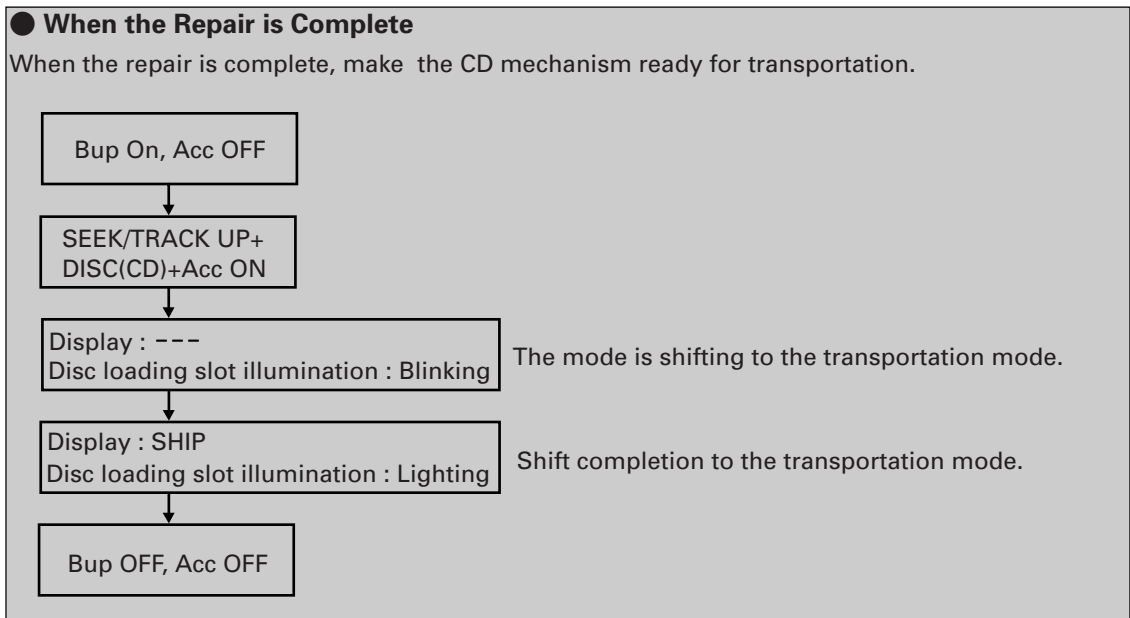 ● When the Repair is Complete
When the repair is complete, make  the CD mechanism ready for transportation.
Bup On, Acc OFF
SEEK/TRACK UP+
DISC(CD)+Acc ON
Display : ---
Disc loading slot illumination : Blinking
The mode is shifting to the transportation mode.
Display : SHIP
Disc loading slot illumination : Lighting
Shift completion to the transportation mode.
Bup OFF, Acc OFF